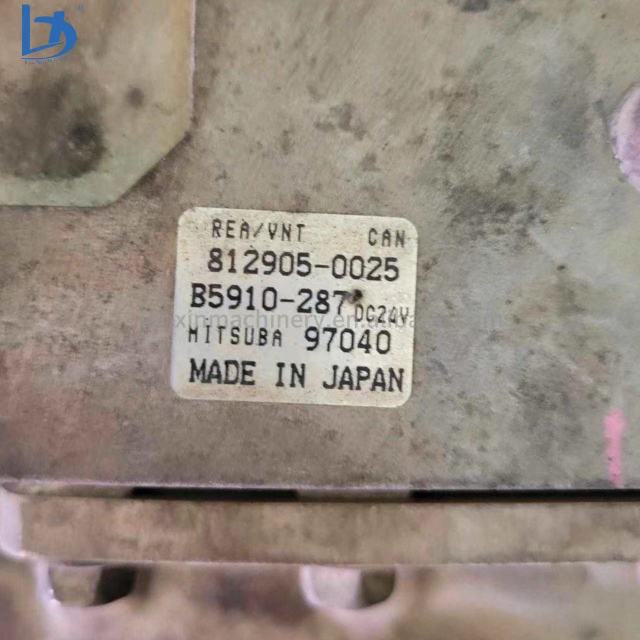 REA/VNT CAN
812905-0025
B5910-287
DC24V
MITSUBA 97040
MADE IN JAPAN